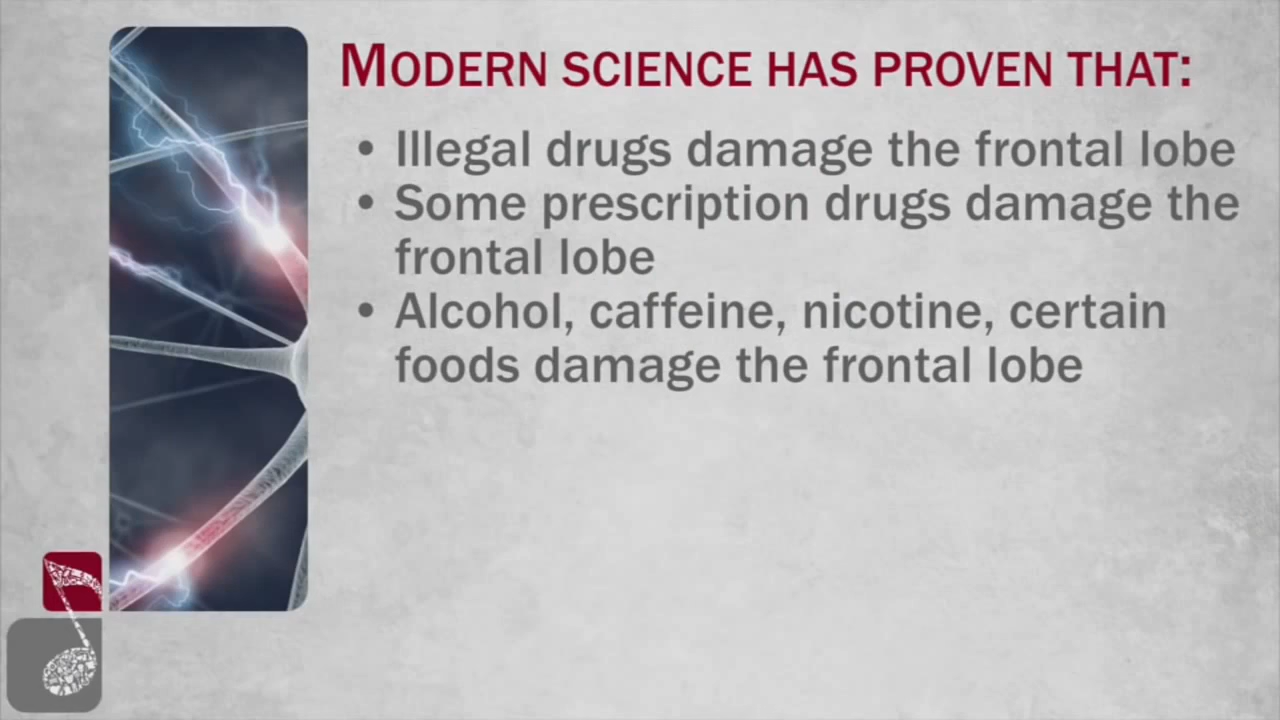 MODERN SCIENCE HAS PROVEN THAT:
• Illegal drugs damage the frontal lobe
• Some prescription drugs damage the
frontal lobe
• Alcohol, caffeine, nicotine, certain
foods damage the frontal lobe